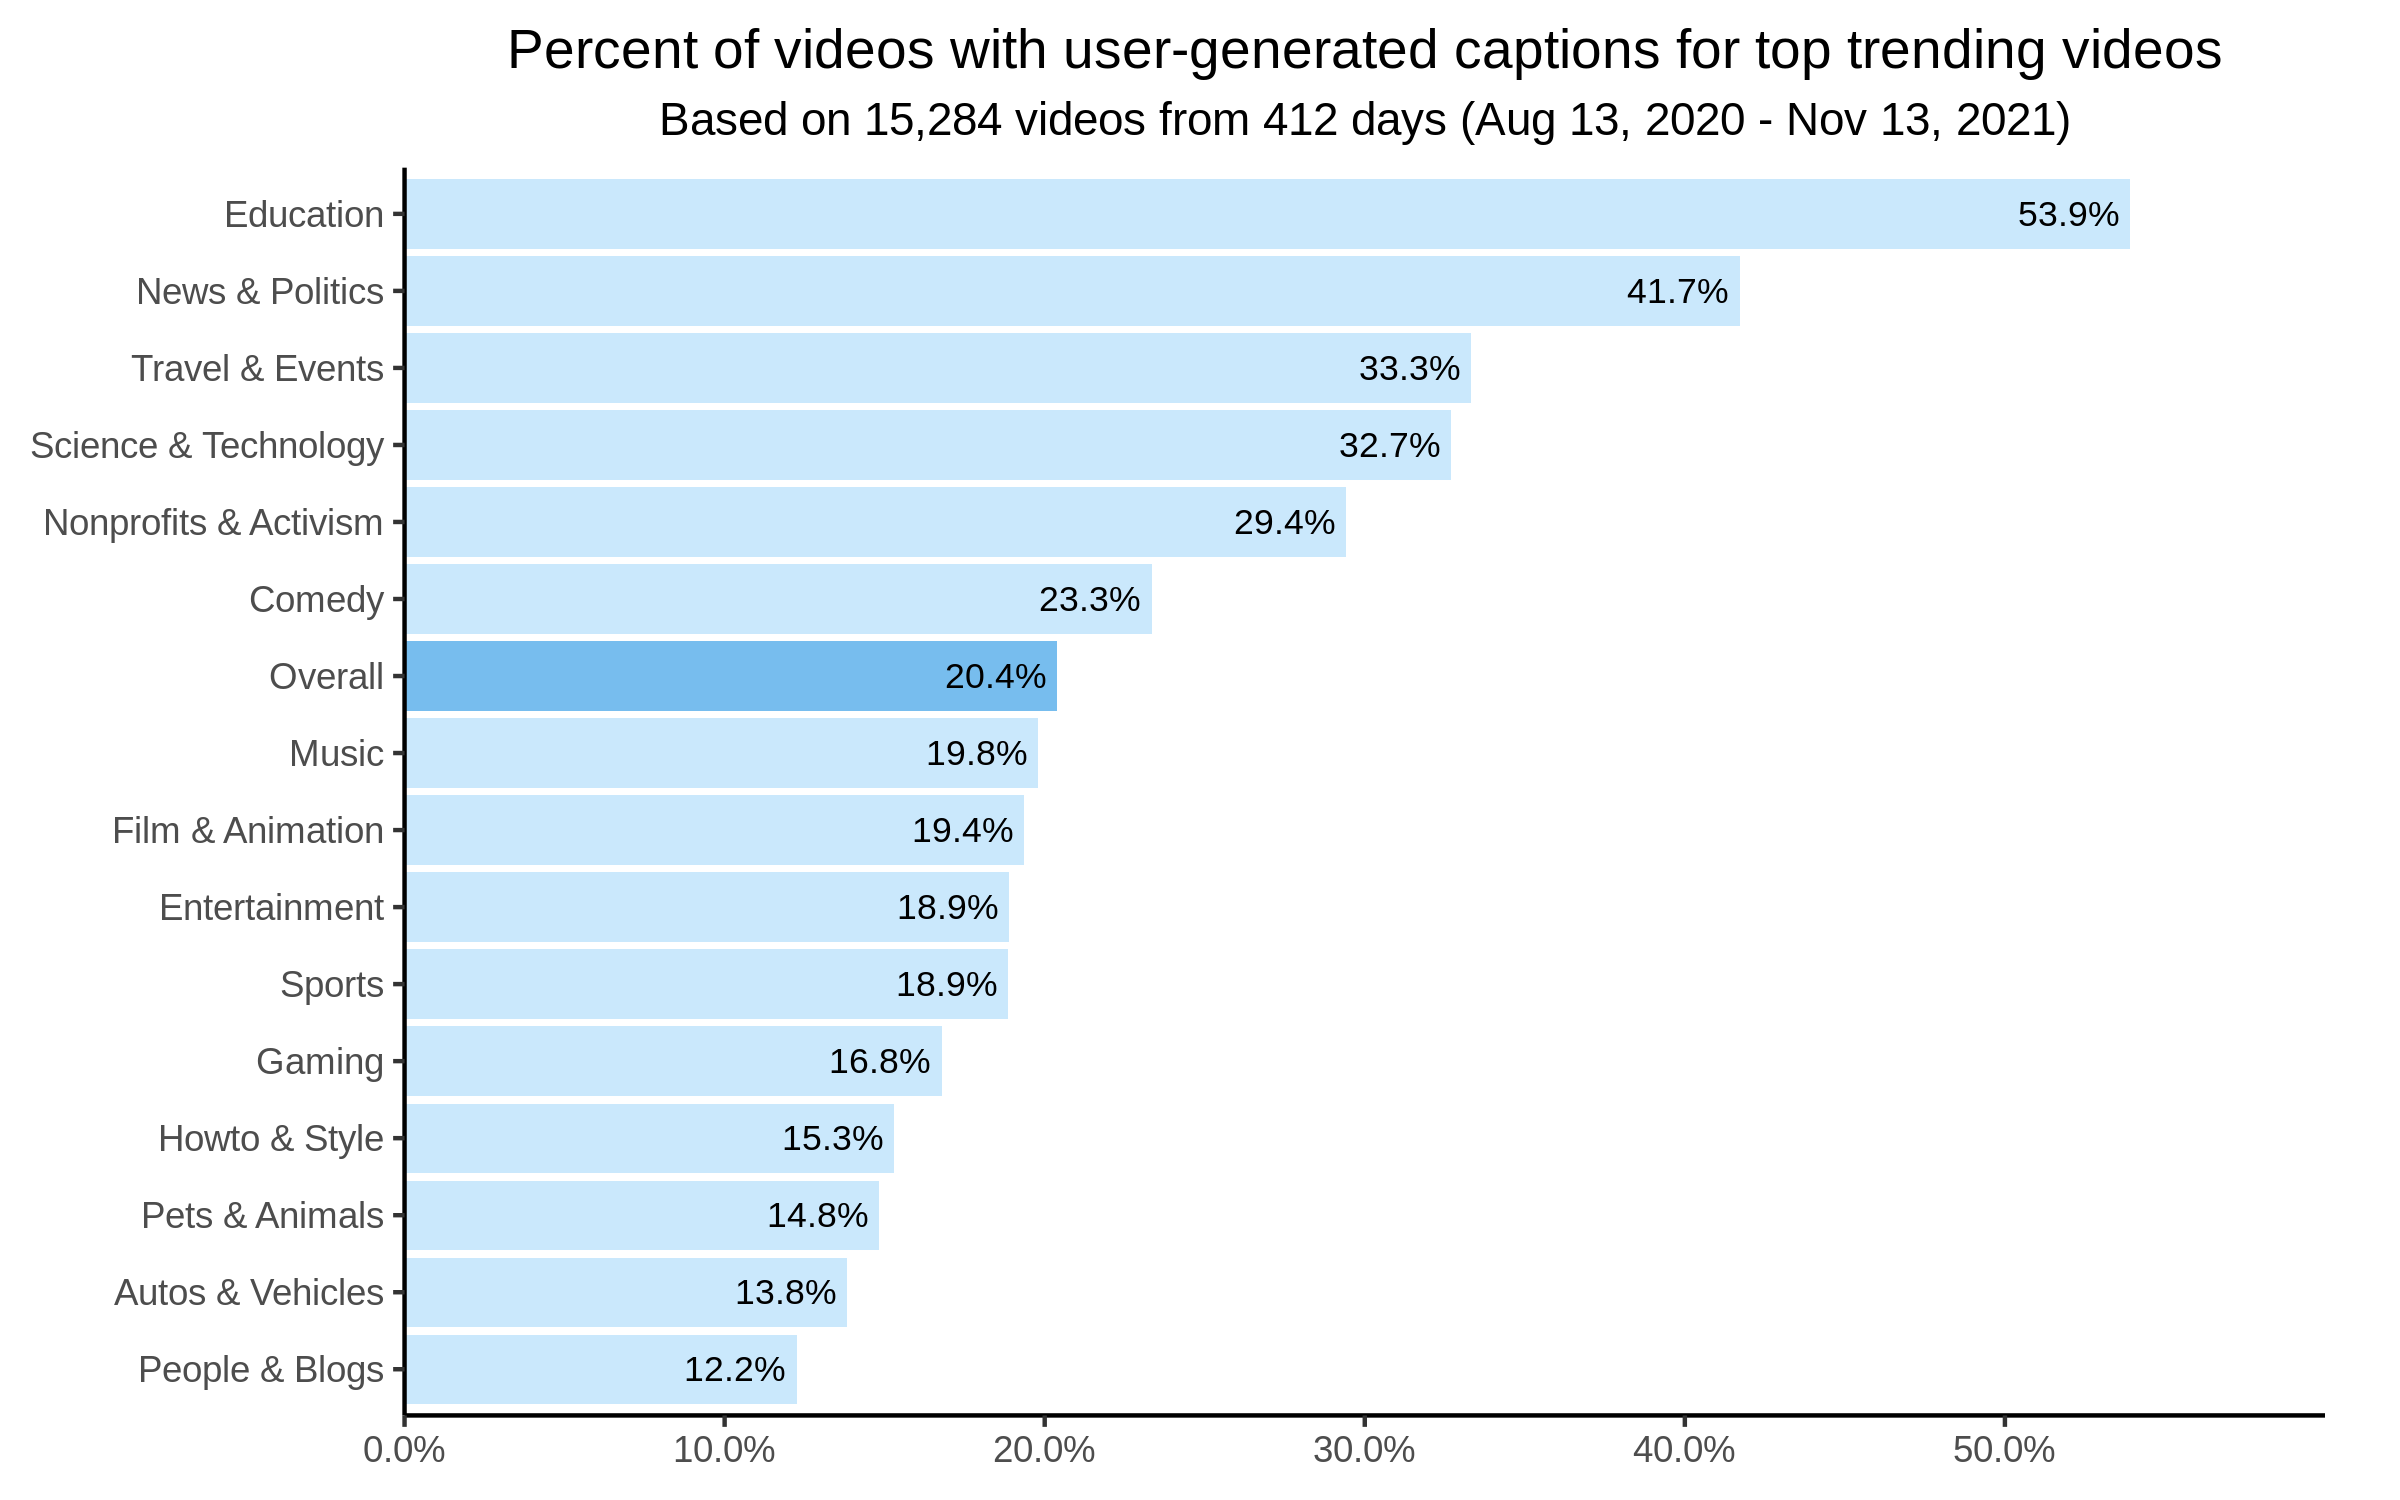 Percent of videos with user-generated captions for top trending videos
Based on 15,284 videos from 412 days (Aug 13, 2020 - Nov 13, 2021)
Education 53.9%
News & Politics 41.7%
Travel & Events 33.3%
Science & Technology 32.7%
Nonprofits & Activism 29.4%
Comedy 23.3%
Overall 20.4%
Music 19.8%
Film & Animation 19.4%
Entertainment 18.9%
Sports 18.9%
Gaming 16.8%
Howto & Style 15.3%
Pets & Animals 14.8%
Autos & Vehicles 13.8%
People & Blogs 12.2%
0.0% 10.0% 20.0% 30.0% 40.0% 50.0%